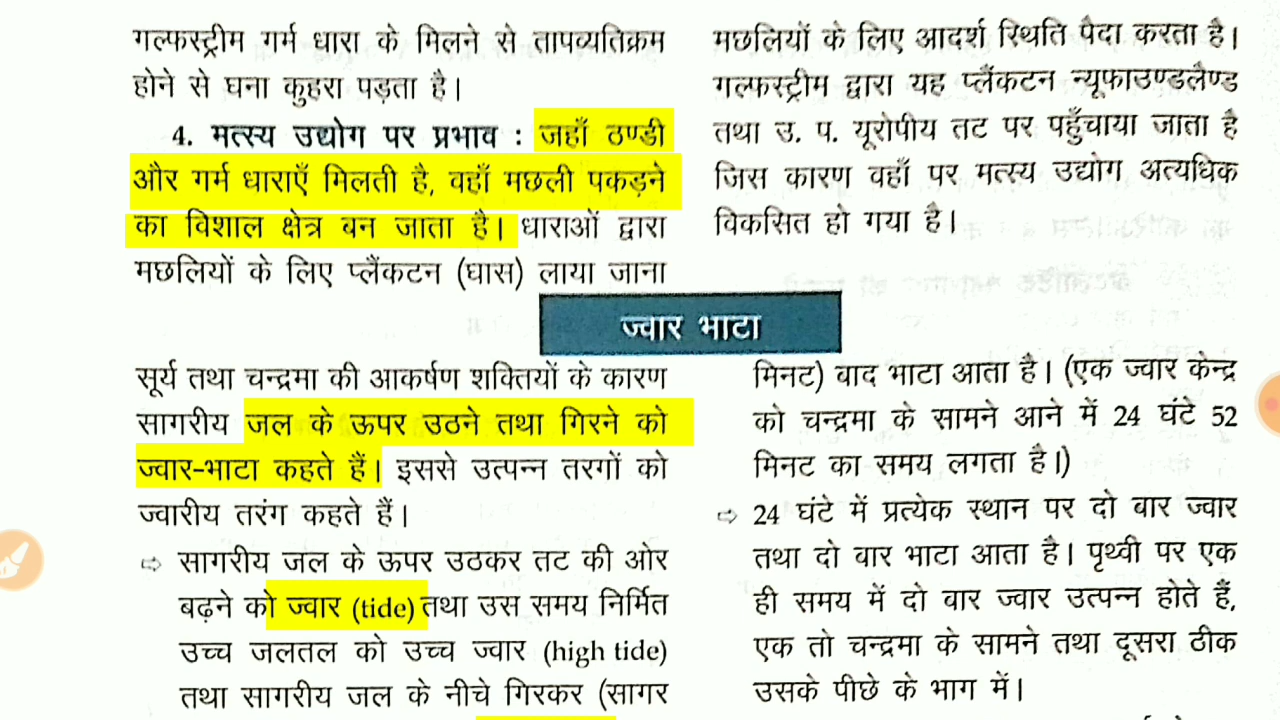 गल्फस्ट्रीम गर्म धारा के मिलने से तापव्यतिक्रम
होने से घना कुहरा पड़ता है।
4. मत्स्य उद्योग पर प्रभाव : जहाँ ठण्डी
और गर्म धाराएँ मिलती है, वहाँ मछली पकड़ने
का विशाल क्षेत्र बन जाता है। धाराओं द्वारा
मछलियों के लिए प्लैंकटन (घास) लाया जाना
मछलियों के लिए आदर्श स्थिति पैदा करता है।
गल्फस्ट्रीम द्वारा यह प्लैंकटन न्यूफाउण्डलैण्ड
तथा उ. प. यूरोपीय तट पर पहुँचाया जाता है
जिस कारण वहाँ पर मत्स्य उद्योग अत्यधिक
विकसित हो गया है।
ज्वार भाटा
सूर्य तथा चन्द्रमा की आकर्षण शक्तियों के कारण
सागरीय जल के ऊपर उठने तथा गिरने को
ज्वार-भाटा कहते हैं। इससे उत्पन्न तरगों को
ज्वारीय तरंग कहते हैं।
⇨ सागरीय जल के ऊपर उठकर तट की ओर
बढ़ने को ज्वार (tide) तथा उस समय निर्मित
उच्च जलतल को उच्च ज्वार (high tide)
तथा सागरीय जल के नीचे गिरकर (सागर
मिनट) वाद भाटा आता है। (एक ज्वार केन्द्र
को चन्द्रमा के सामने आने में 24 घंटे 52
मिनट का समय लगता है।)
⇨ 24 घंटे में प्रत्येक स्थान पर दो बार ज्वार
तथा दो वार भाटा आता है। पृथ्वी पर एक
ही समय में दो वार ज्वार उत्पन्न होते हैं,
एक तो चन्द्रमा के सामने तथा दूसरा ठीक
उसके पीछे के भाग में।